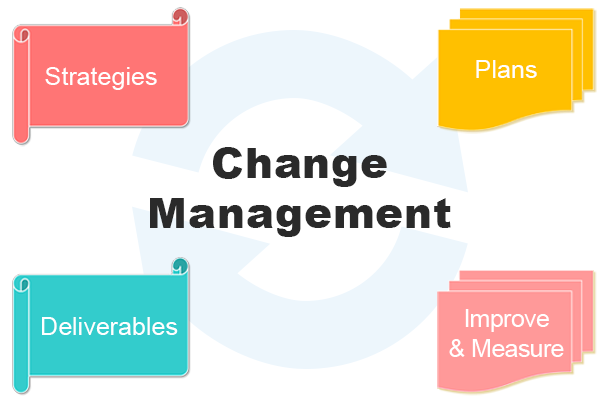 Strategies
Plans
Change
Management
Deliverables
Improve
& Measure